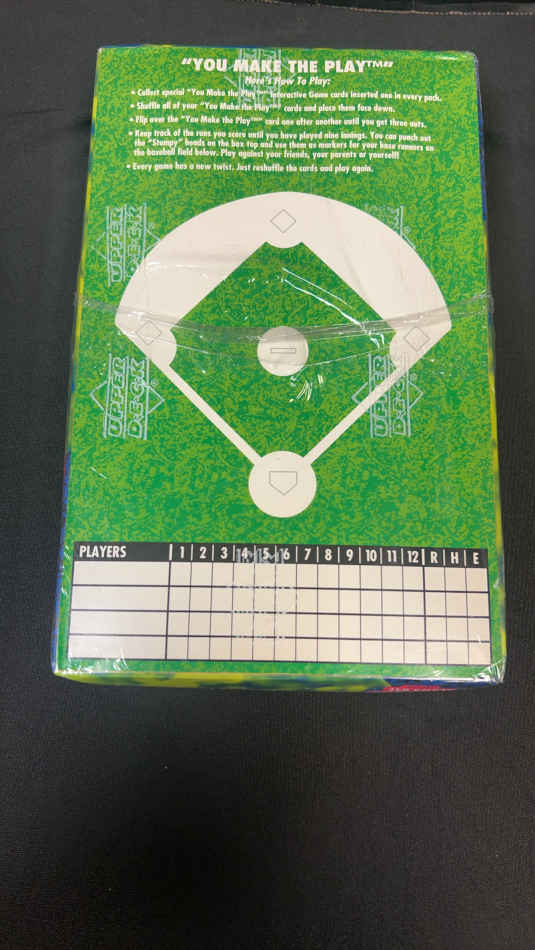 "YOU MAKE THE PLAY™"
Here's How To Play:
• Collect special "You Make the Play™" Interactive Game cards inserted one in every pack.
• Shuffle all of your "You Make the Play™" cards and place them face down.
• Flip over the "You Make the Play™" card one after another until you get three outs.
• Keep track of the runs you score until you have played nine innings. You can punch out
the "Stumpy" heads on the box top and use them as markers for your base runners on
the baseball field below. Play against your friends, your parents or yourself!
• Every game has a new twist. Just reshuffle the cards and play again.
UPPER DECK
UPPER DECK
UPPER DECK
UPPER DECK
PLAYERS 1 2 3 4 5 6 7 8 9 10 11 12 R H E